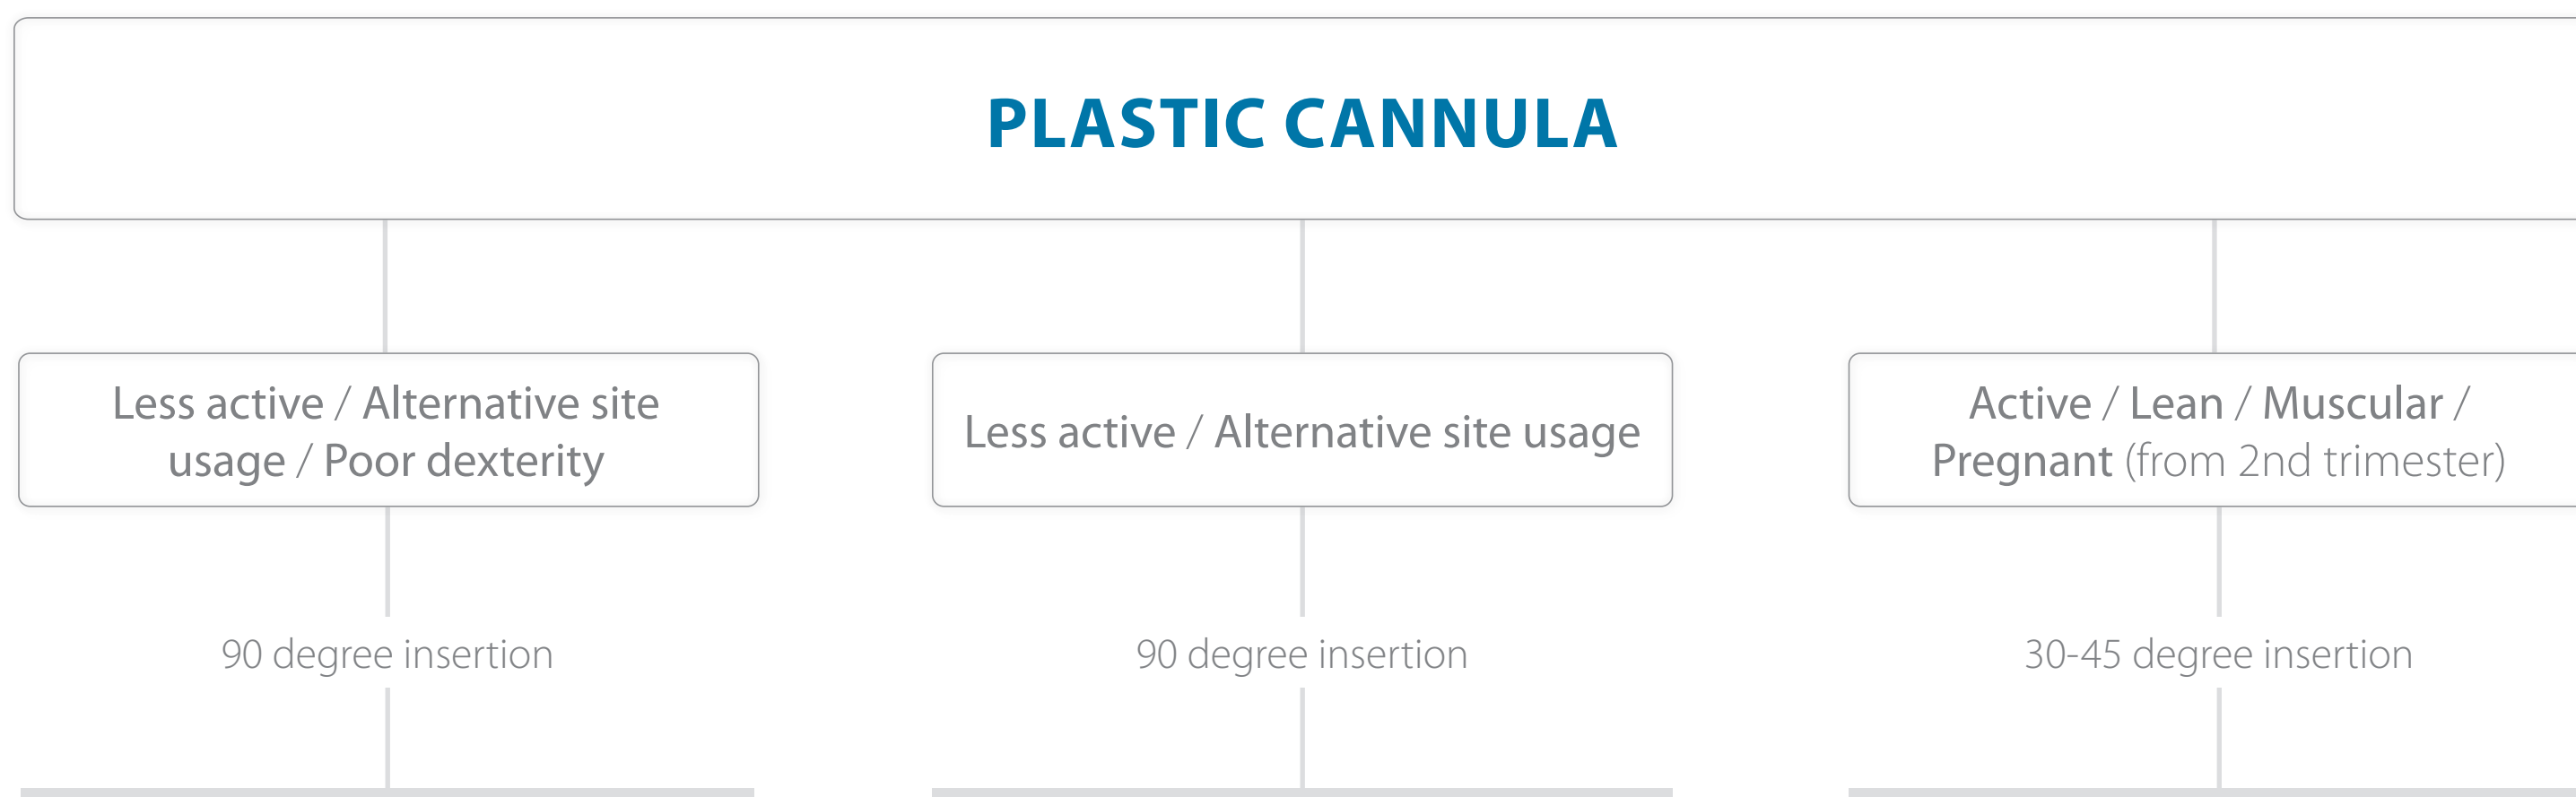 PLASTIC CANNULA
Less active / Alternative site
usage / Poor dexterity
Less active / Alternative site usage
Active / Lean / Muscular /
Pregnant (from 2nd trimester)
90 degree insertion
90 degree insertion
30-45 degree insertion